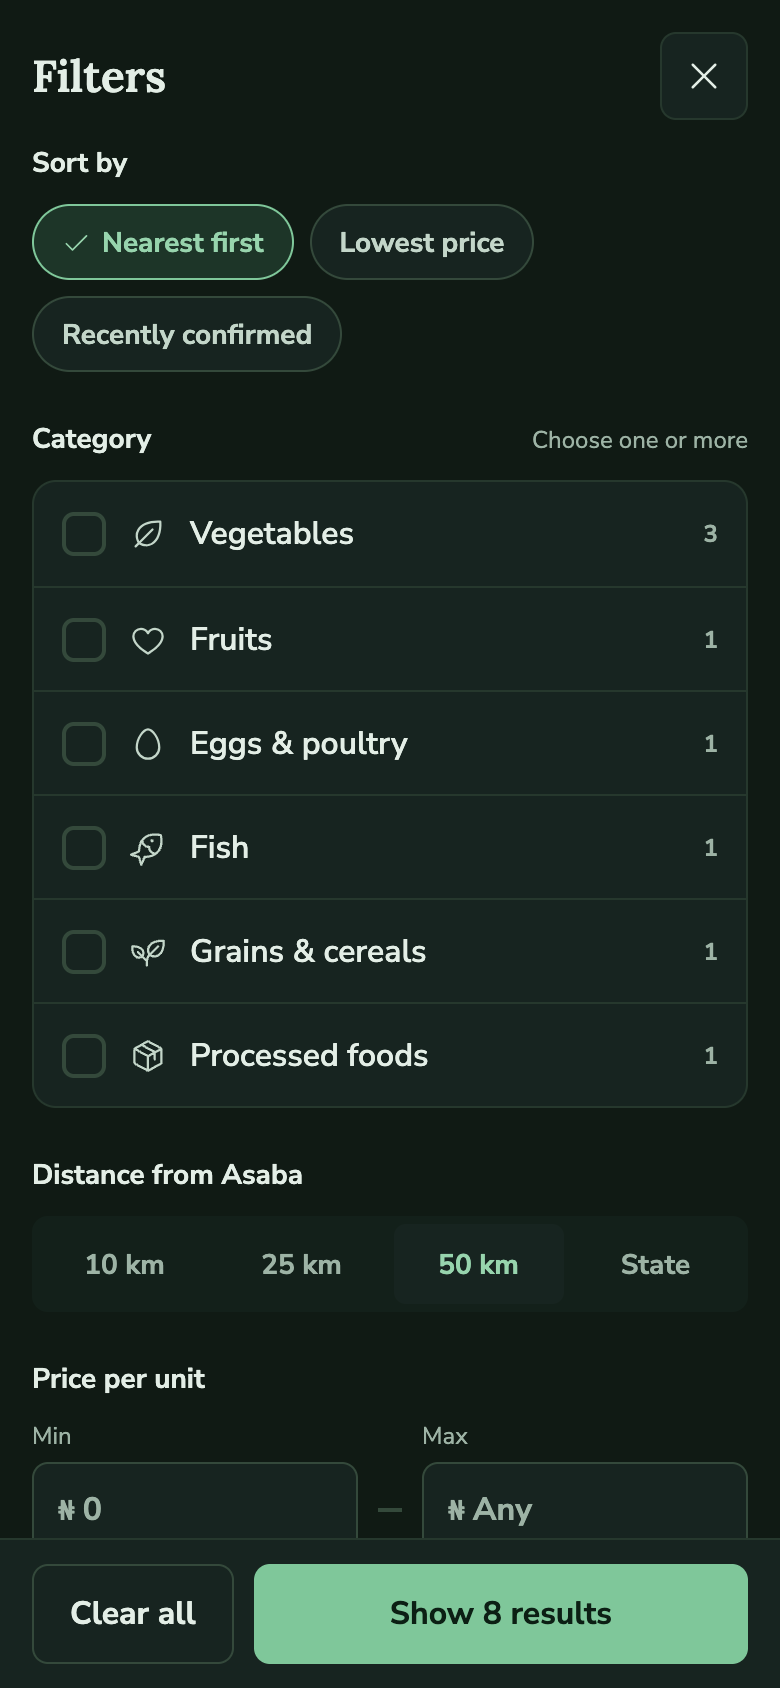 Filters
Sort by
Nearest first
Lowest price
Recently confirmed
Category
Choose one or more
Vegetables 3
Fruits 1
Eggs & poultry 1
Fish 1
Grains & cereals 1
Processed foods 1
Distance from Asaba
10 km 25 km 50 km State
Price per unit
Min Max
₦ 0 — ₦ Any
Clear all Show 8 results